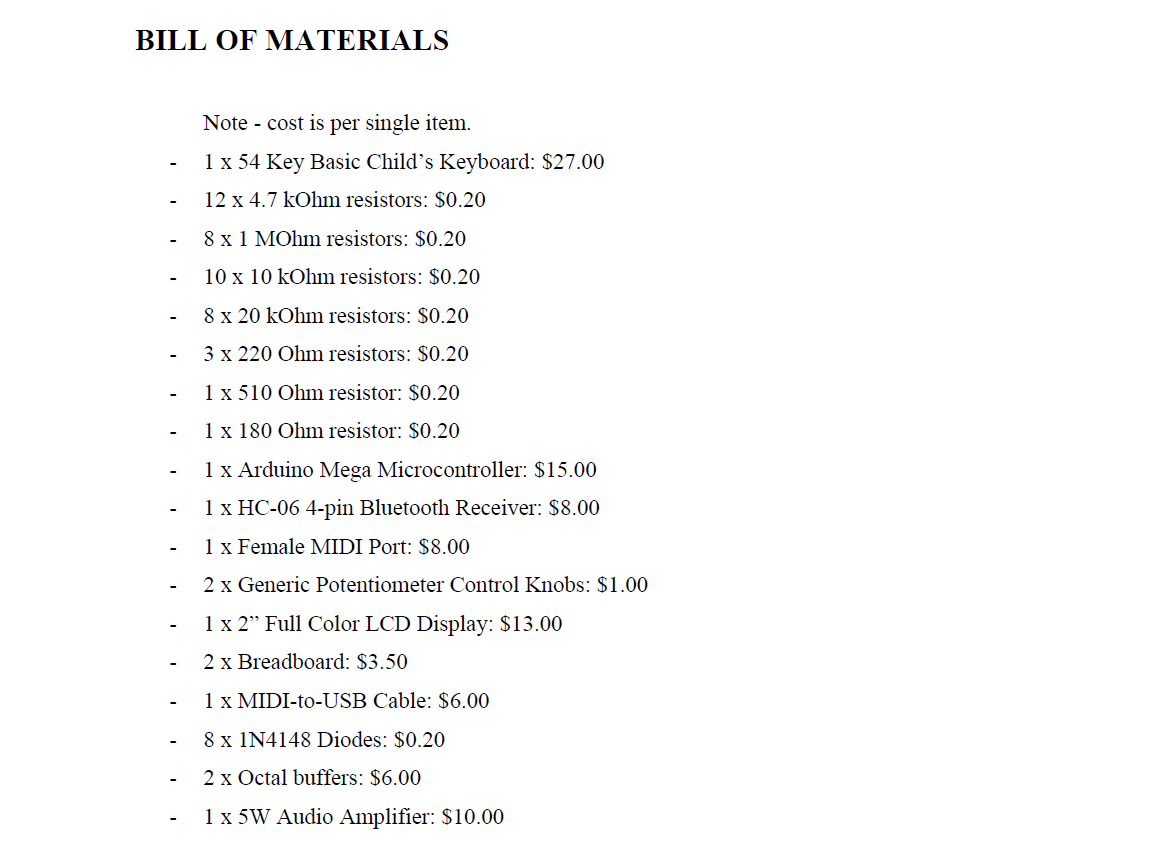 BILL OF MATERIALS
Note - cost is per single item.
- 1 x 54 Key Basic Child’s Keyboard: $27.00
- 12 x 4.7 kOhm resistors: $0.20
- 8 x 1 MOhm resistors: $0.20
- 10 x 10 kOhm resistors: $0.20
- 8 x 20 kOhm resistors: $0.20
- 3 x 220 Ohm resistors: $0.20
- 1 x 510 Ohm resistor: $0.20
- 1 x 180 Ohm resistor: $0.20
- 1 x Arduino Mega Microcontroller: $15.00
- 1 x HC-06 4-pin Bluetooth Receiver: $8.00
- 1 x Female MIDI Port: $8.00
- 2 x Generic Potentiometer Control Knobs: $1.00
- 1 x 2” Full Color LCD Display: $13.00
- 2 x Breadboard: $3.50
- 1 x MIDI-to-USB Cable: $6.00
- 8 x 1N4148 Diodes: $0.20
- 2 x Octal buffers: $6.00
- 1 x 5W Audio Amplifier: $10.00